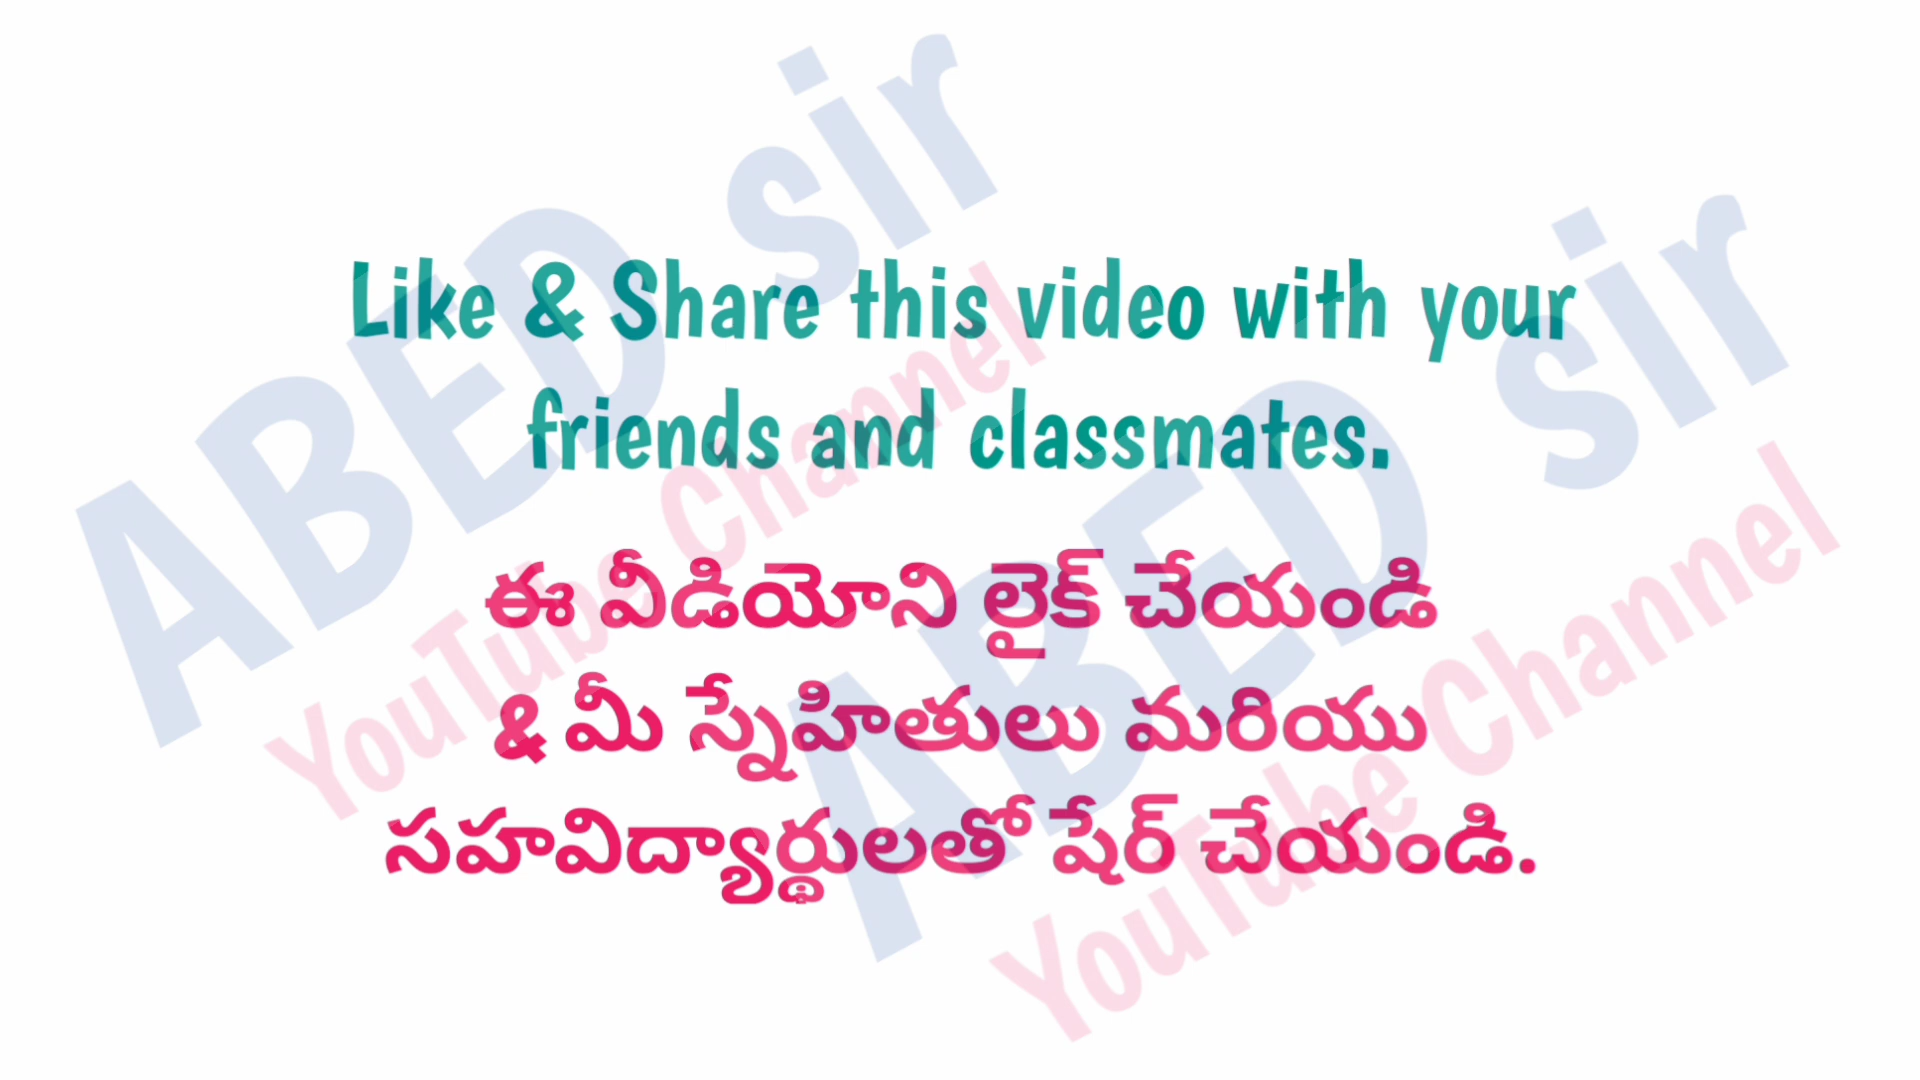 Like & Share this video with your
friends and classmates.
ఈ వీడియోని లైక్ చేయండి
& మీ స్నేహితులు మరియు
సహవిద్యార్థులతో షేర్ చేయండి.
ABED sir
YouTube Channel
ABED sir
YouTube Channel